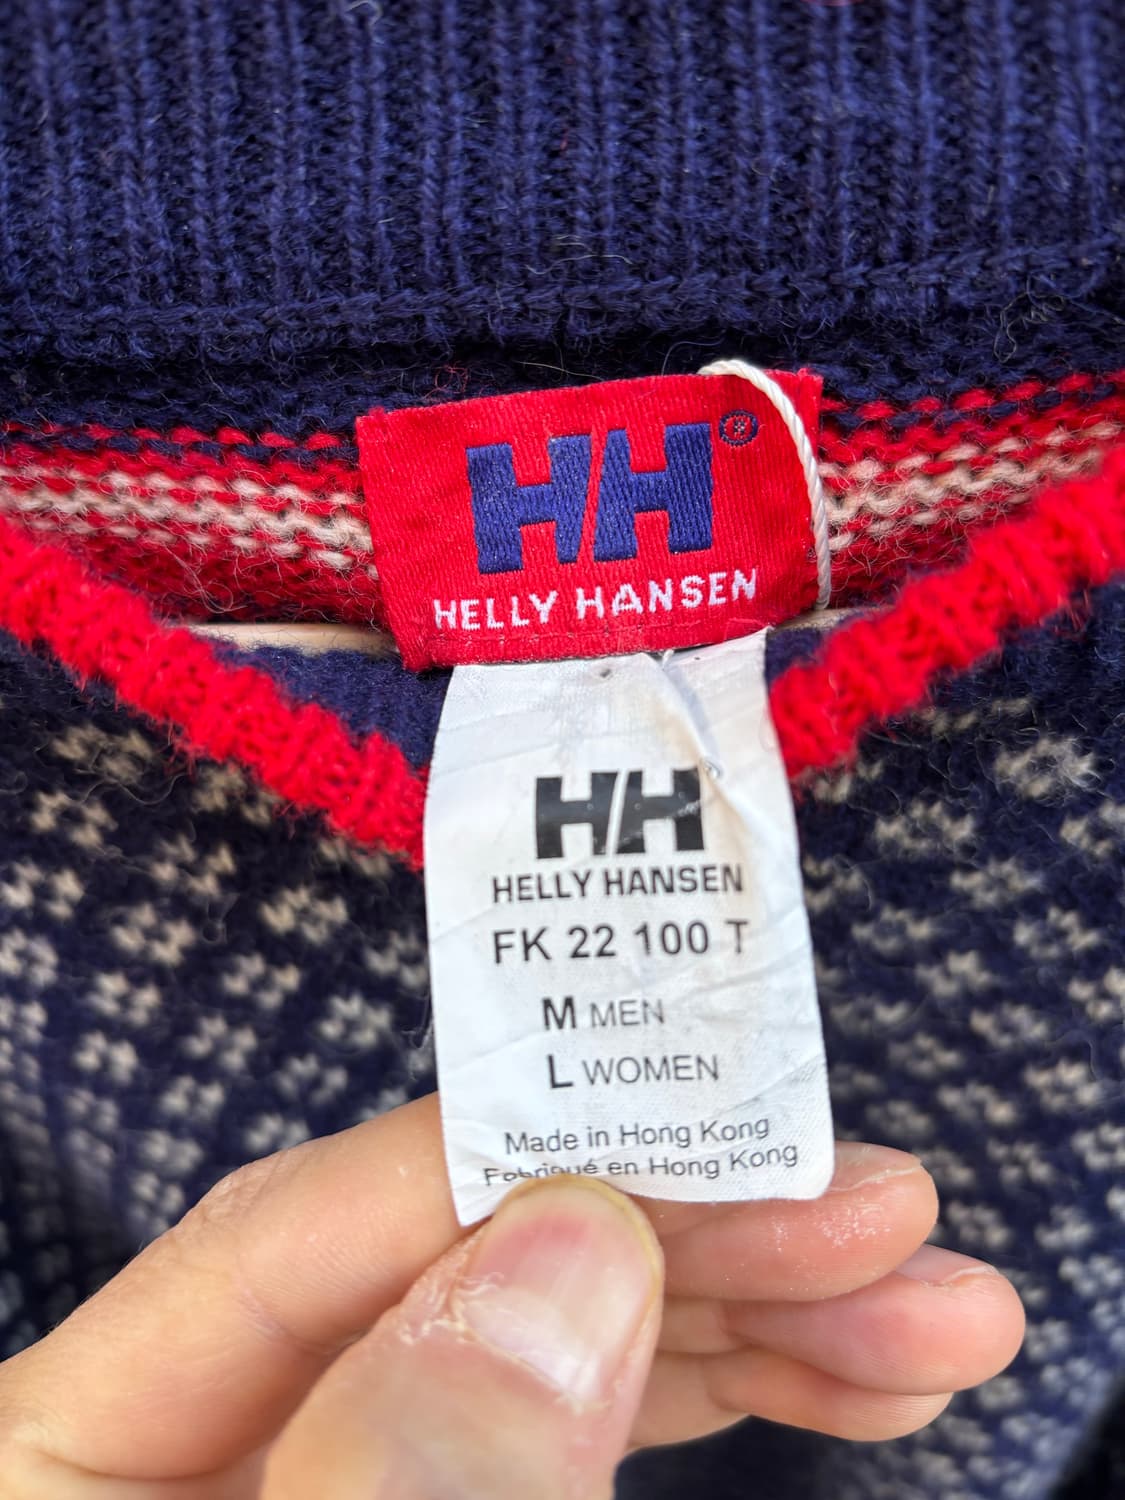 HH®
HELLY HANSEN
HH
HELLY HANSEN
FK 22 100 T
M MEN
L WOMEN
Made in Hong Kong
Fabriqué en Hong Kong